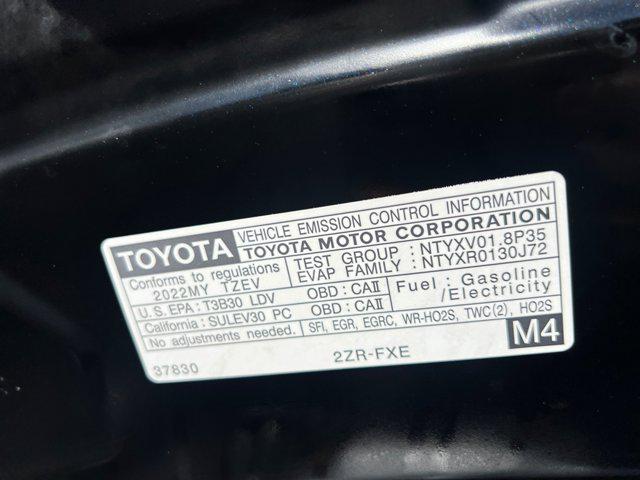 TOYOTA
VEHICLE EMISSION CONTROL INFORMATION
TOYOTA MOTOR CORPORATION
Conforms to regulations
2022MY TZEV
TEST GROUP : NTYXV01.8P35
EVAP FAMILY : NTYXR0130J72
U.S. EPA : T3B30 LDV OBD : CAII
California : SULEV30 PC OBD : CAII
Fuel : Gasoline
/Electricity
No adjustments needed.
SFI, EGR, EGRC, WR-HO2S, TWC(2), HO2S
37830
2ZR-FXE
M4